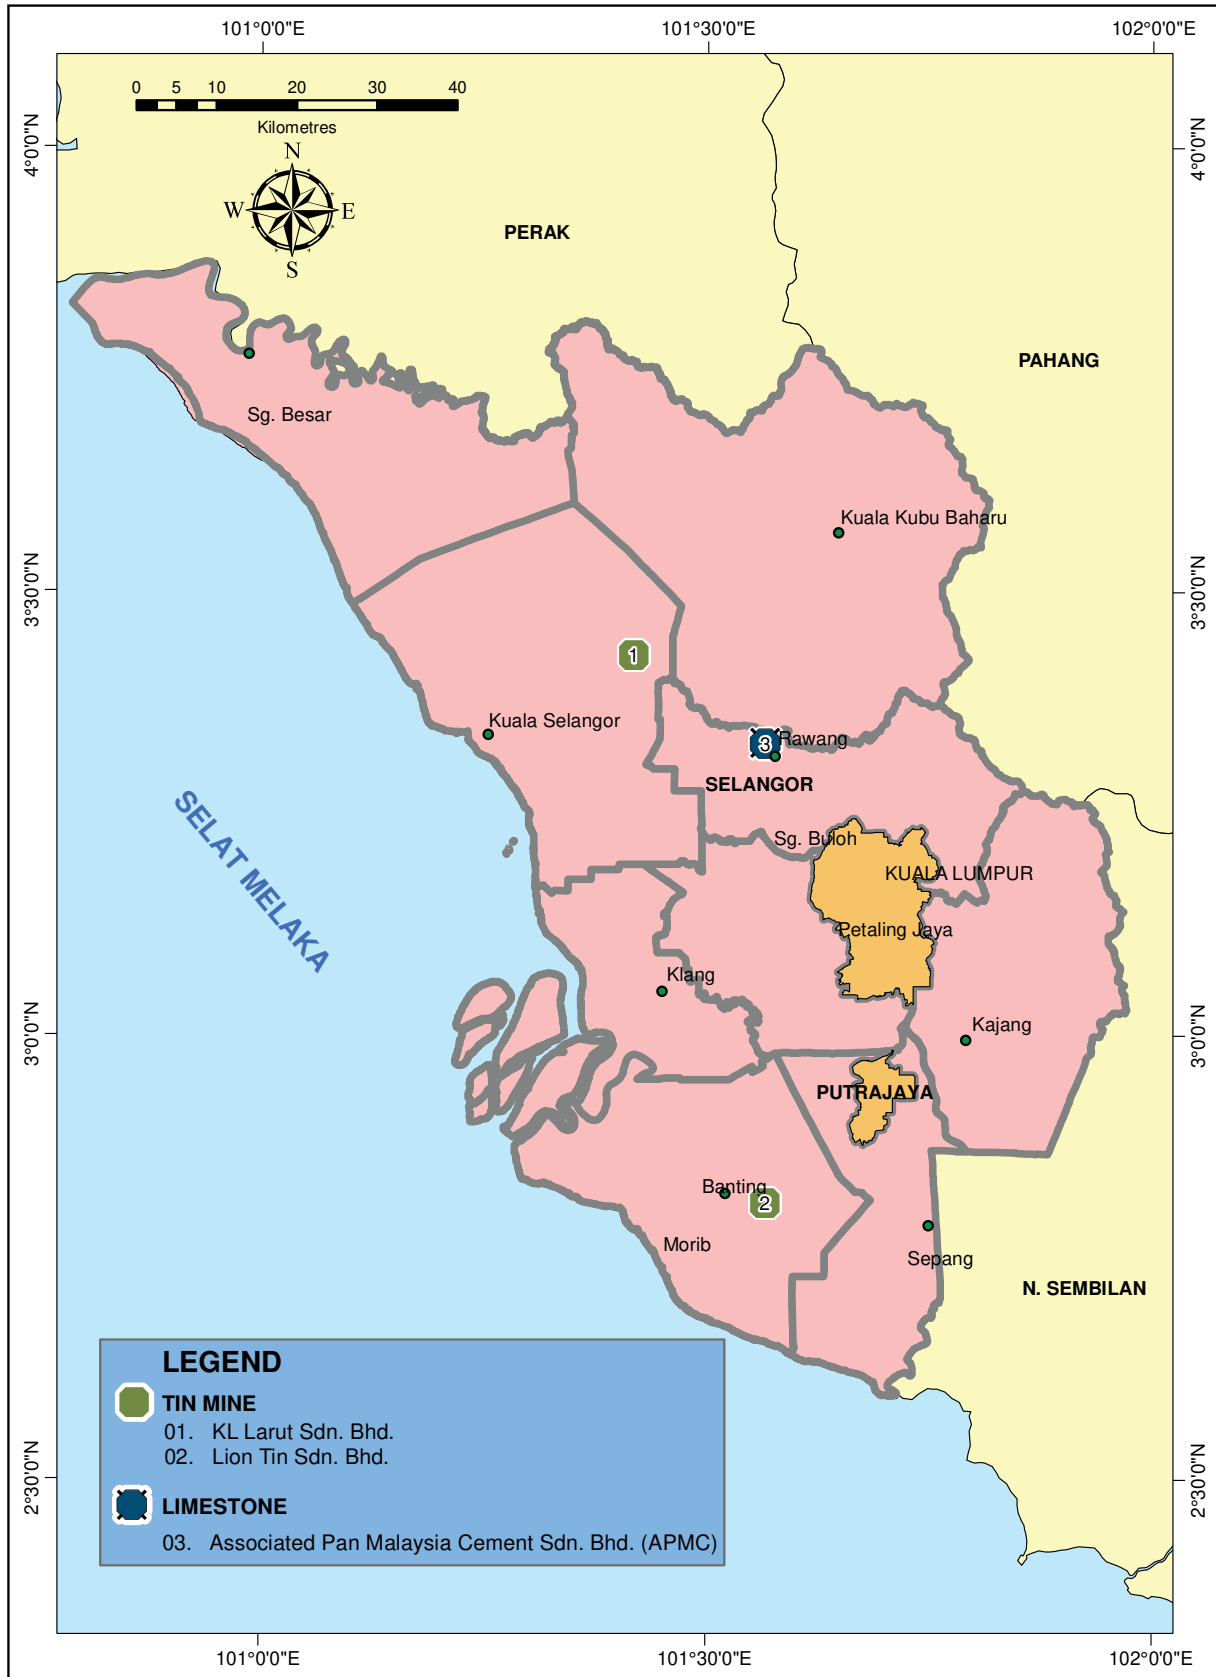 101°0'0"E 101°30'0"E 102°0'0"E
0 5 10 20 30 40
Kilometres
4°0'0"N 4°0'0"N
N
W E
S
PERAK
PAHANG
Sg. Besar
Kuala Kubu Baharu
3°30'0"N 3°30'0"N
1
Kuala Selangor
3 Rawang
SELANGOR
SELAT MELAKA
Sg. Buloh
KUALA LUMPUR
Petaling Jaya
Klang
Kajang
3°0'0"N 3°0'0"N
PUTRAJAYA
Banting
2
Morib
Sepang
N. SEMBILAN
LEGEND
TIN MINE
01. KL Larut Sdn. Bhd.
02. Lion Tin Sdn. Bhd.
2°30'0"N 2°30'0"N
LIMESTONE
03. Associated Pan Malaysia Cement Sdn. Bhd. (APMC)
101°0'0"E 101°30'0"E 102°0'0"E